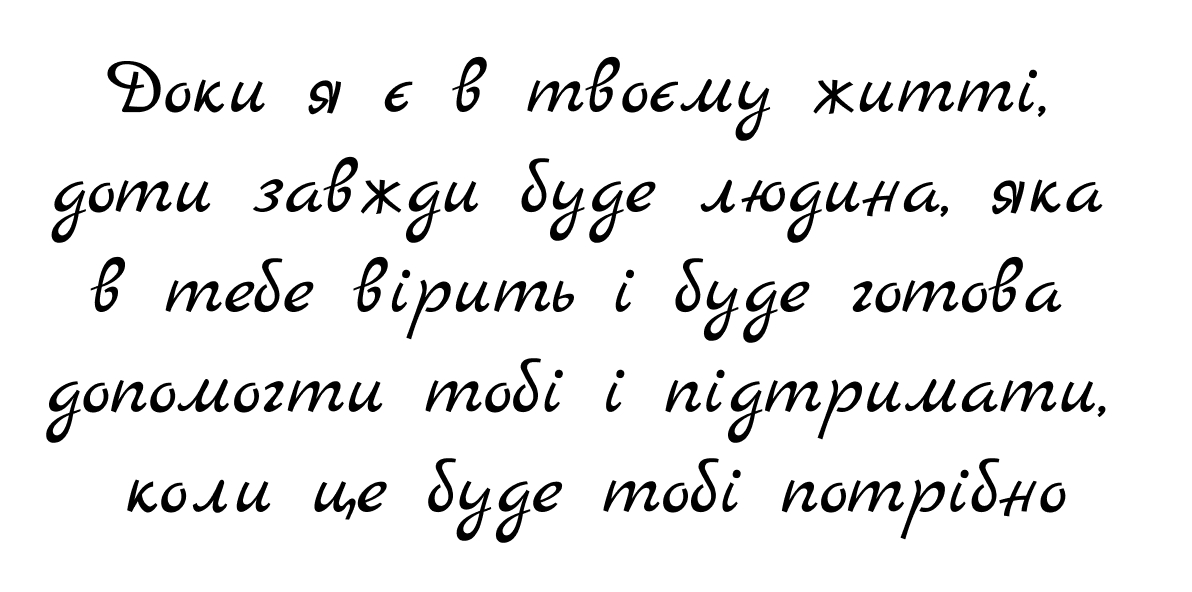 Доки я є в твоєму житті,
доти завжди буде людина, яка
в тебе вірить і буде готова
допомогти тобі і підтримати,
коли це буде тобі потрібно